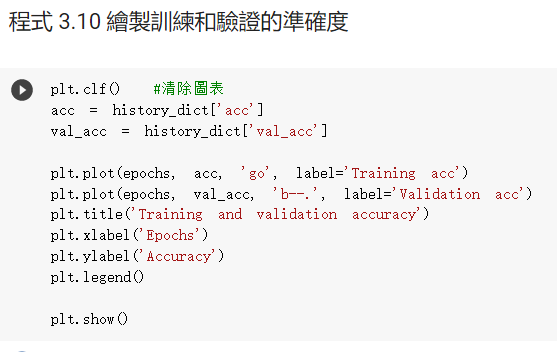 程式 3.10 繪製訓練和驗證的準確度
plt.clf() #清除圖表
acc = history_dict['acc']
val_acc = history_dict['val_acc']
plt.plot(epochs, acc, 'go', label='Training acc')
plt.plot(epochs, val_acc, 'b--.', label='Validation acc')
plt.title('Training and validation accuracy')
plt.xlabel('Epochs')
plt.ylabel('Accuracy')
plt.legend()
plt.show()